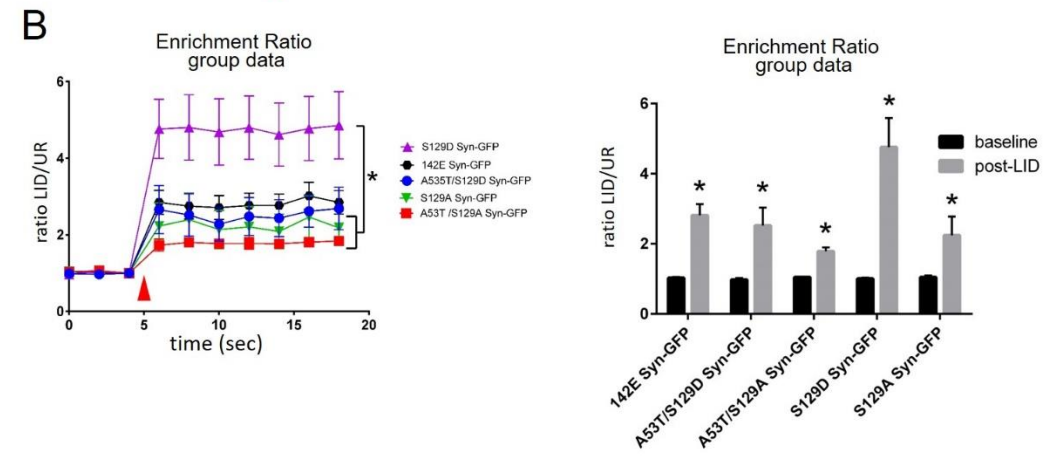 B
Enrichment Ratio
group data
ratio LID/UR
6
4
2
0
0 5 10 15 20
time (sec)
*
S129D Syn-GFP
142E Syn-GFP
A535T/S129D Syn-GFP
S129A Syn-GFP
A53T /S129A Syn-GFP
Enrichment Ratio
group data
ratio LID/UR
6
4
2
0
* * * * *
baseline
post-LID
142E Syn-GFP
A53T/S129D Syn-GFP
A53T/S129A Syn-GFP
S129D Syn-GFP
S129A Syn-GFP